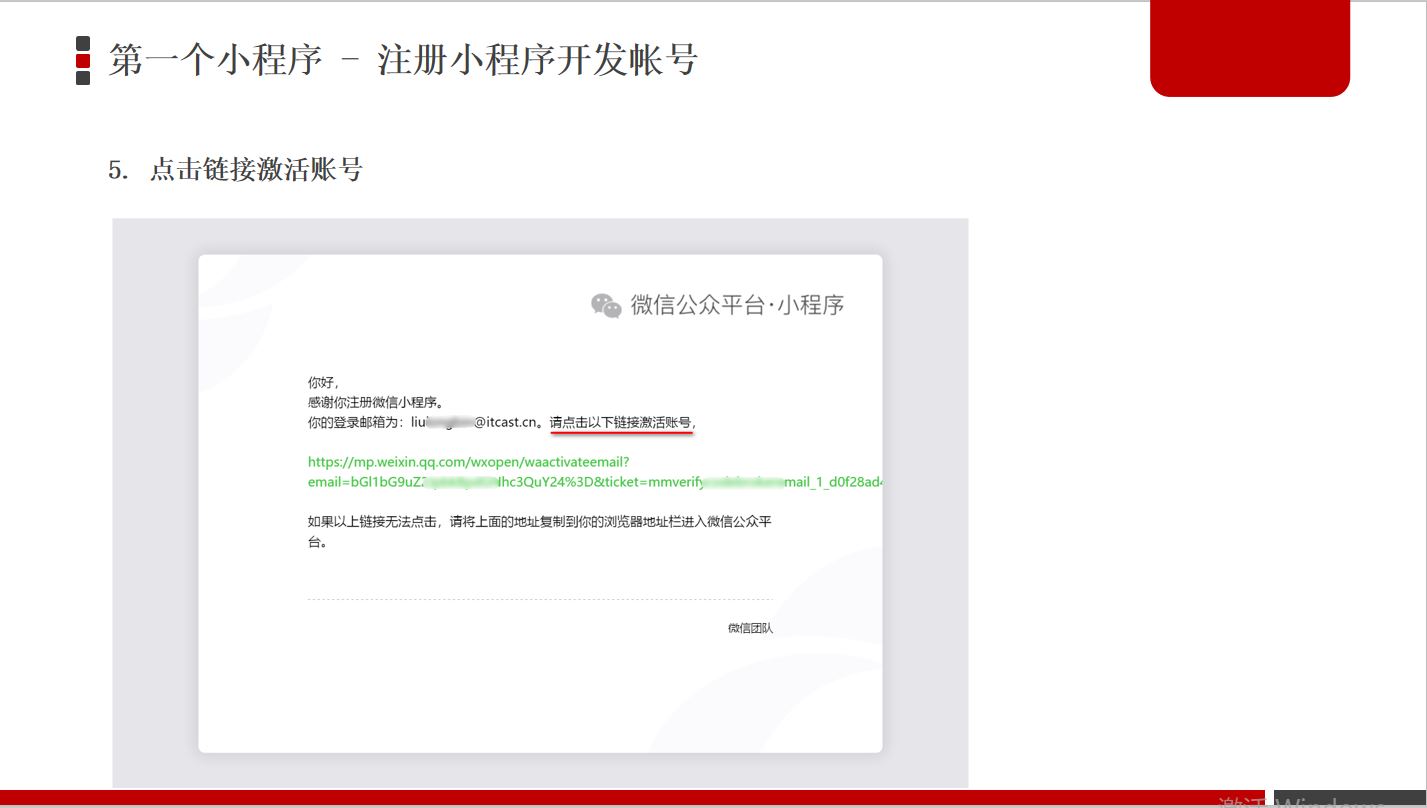 第一个小程序 - 注册小程序开发帐号
5. 点击链接激活账号
微信公众平台·小程序
你好，
感谢你注册微信小程序。
你的登录邮箱为：liu @itcast.cn。请点击以下链接激活账号，
https://mp.weixin.qq.com/wxopen/waactivateemail?
email=bGl1bG9uZ lhc3QuY24%3D&ticket=mmverify mail_1_d0f28ad4
如果以上链接无法点击，请将上面的地址复制到你的浏览器地址栏进入微信公众平
台。
微信团队
激活 Windows